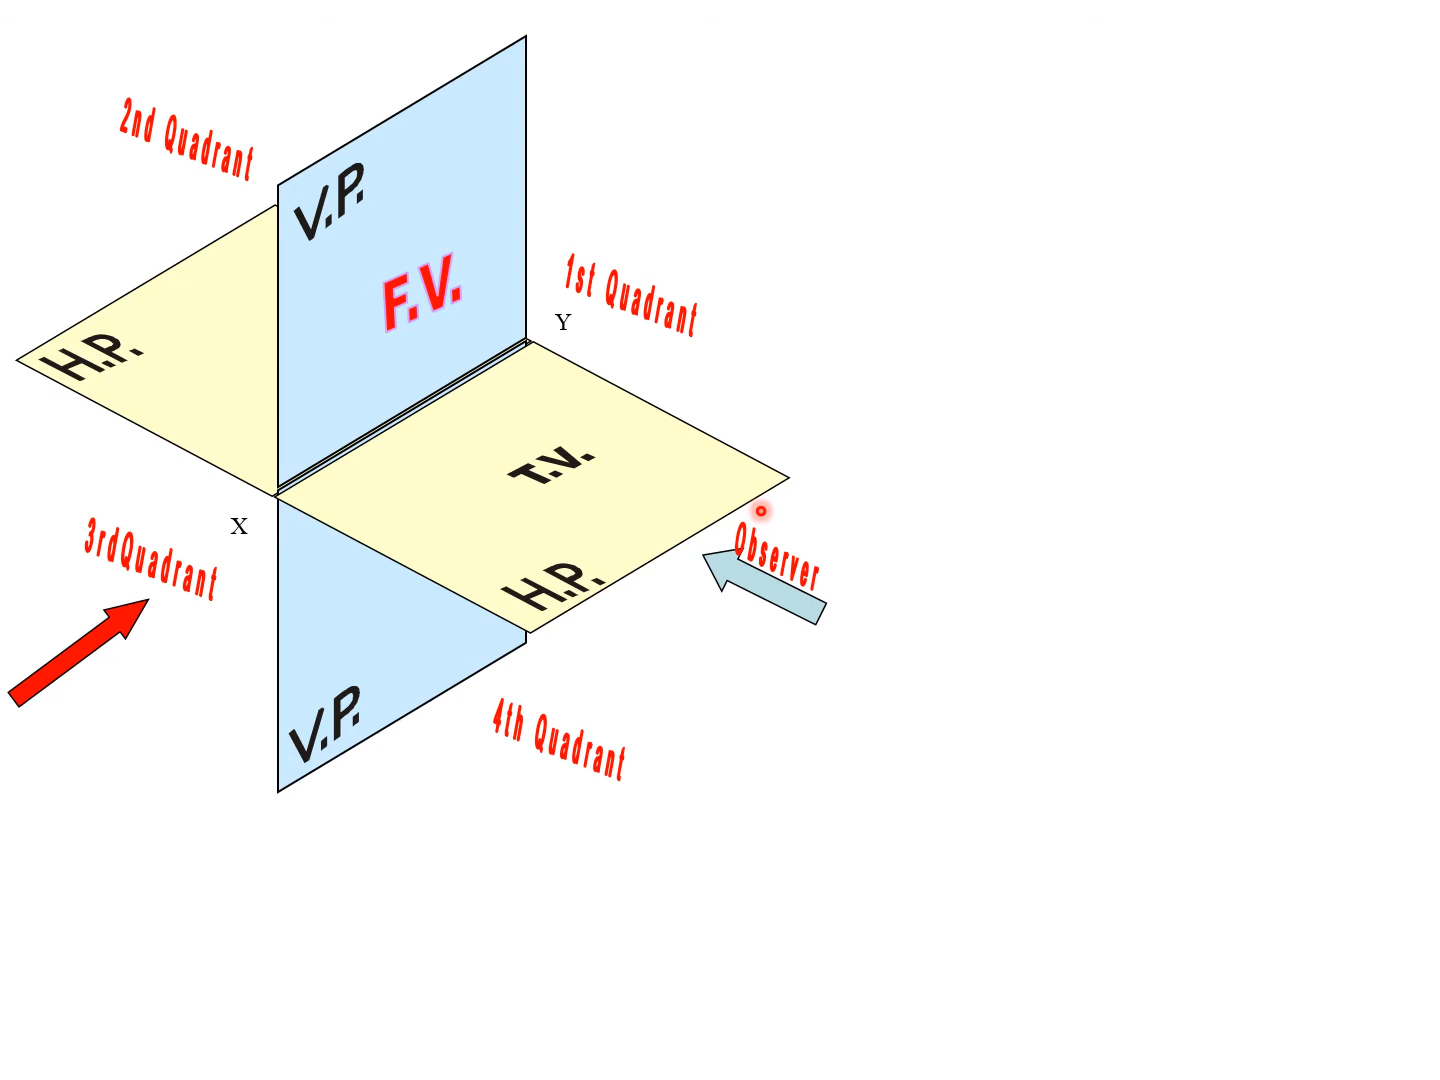 2nd Quadrant
V.P.
F.V.
1st Quadrant
Y
H.P.
T.V.
X
3rdQuadrant
Observer
H.P.
V.P.
4th Quadrant